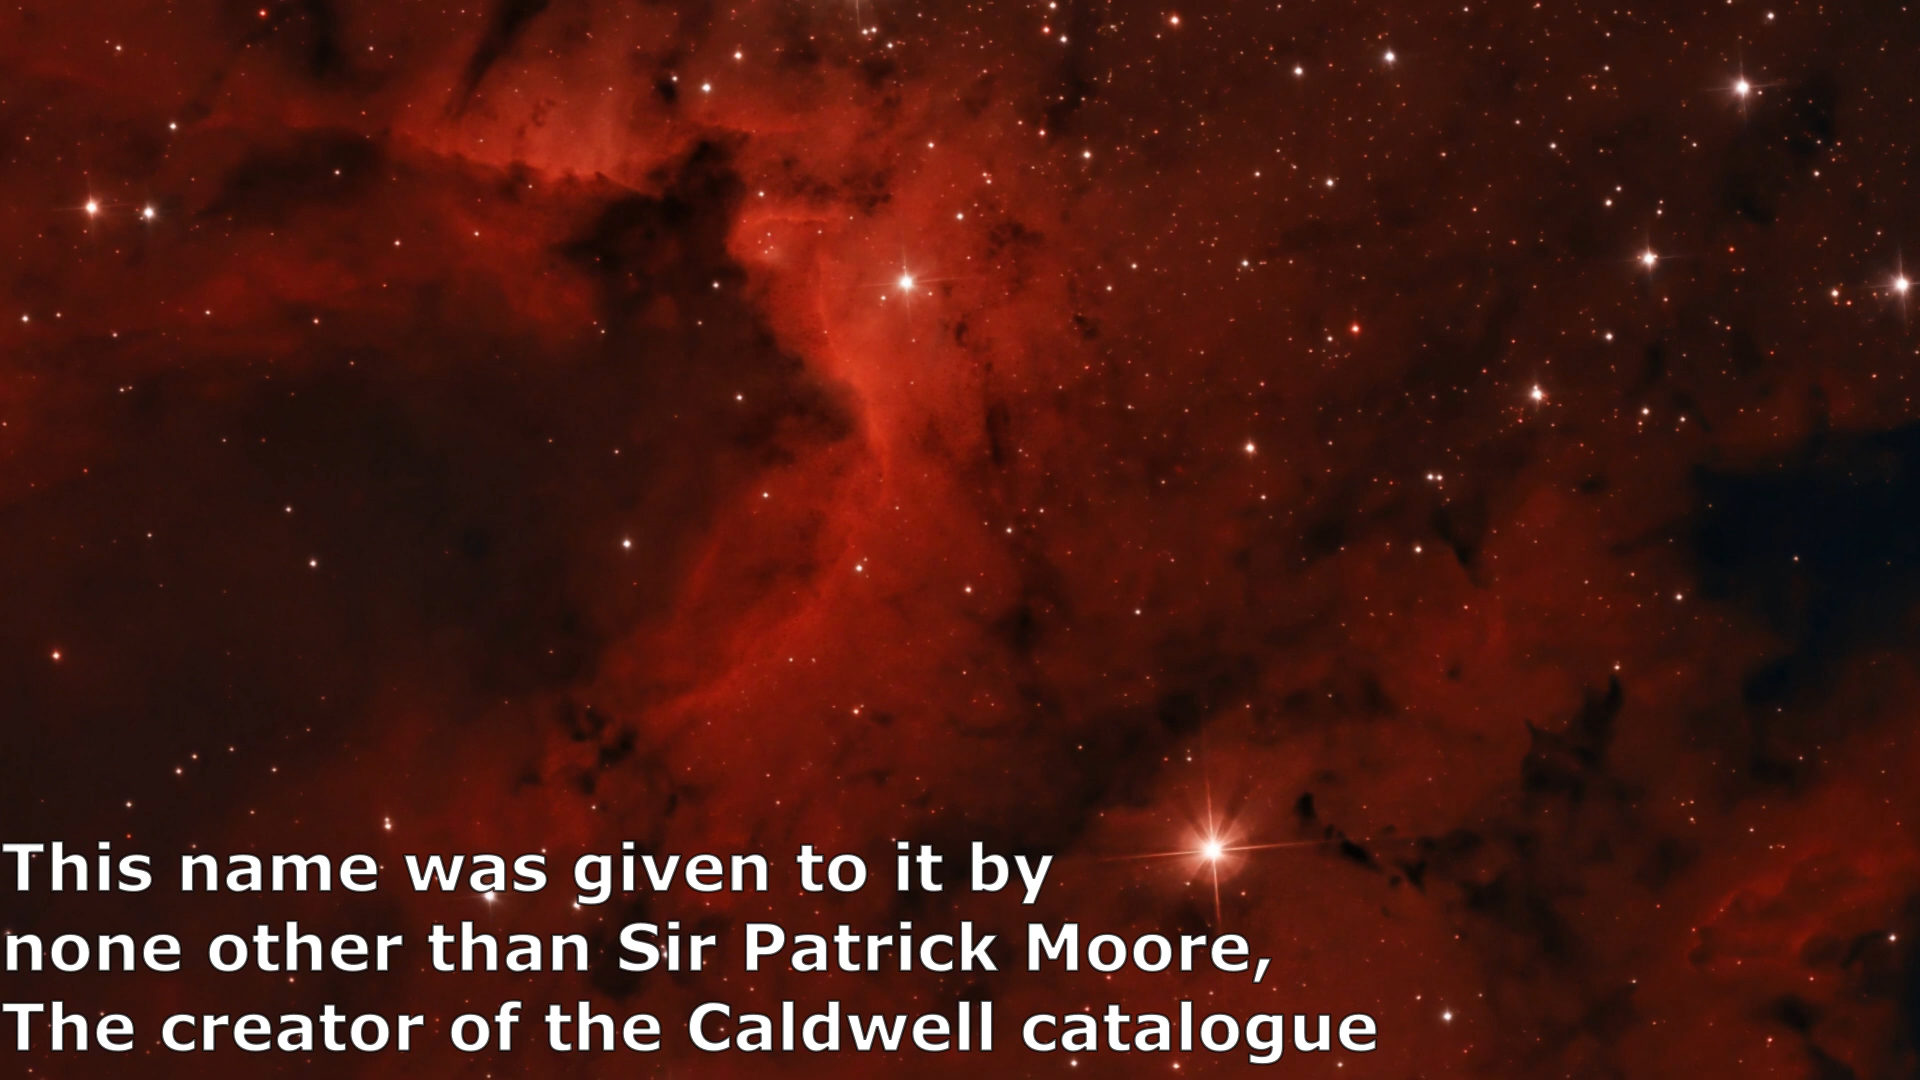 This name was given to it by
none other than Sir Patrick Moore,
The creator of the Caldwell catalogue